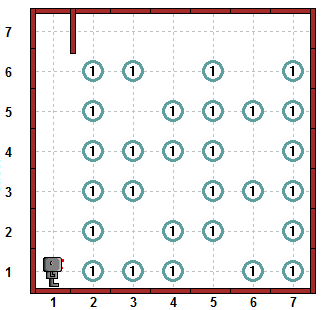 7
6 1 1 1 1
5 1 1 1 1 1
4 1 1 1 1 1
3 1 1 1 1 1
2 1 1 1 1
1 1 1 1 1 1
1 2 3 4 5 6 7